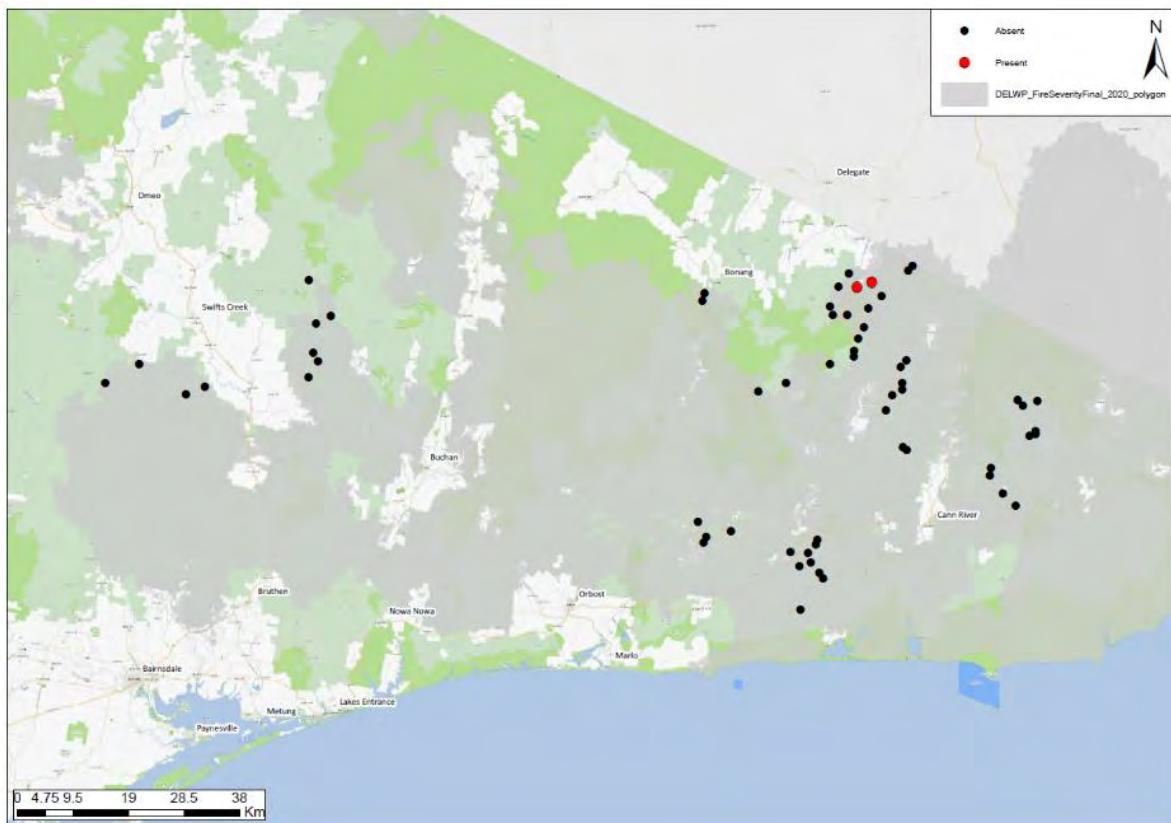 Absent
N
Present
DELWP_FireSeverityFinal_2020_polygon
Delegate
Omeo
Bonang
Swifts Creek
Buchan
Cann River
Bruthen
Orbost
Nowa Nowa
Marlo
Bairnsdale
Lakes Entrance
Metung
Paynesville
0 4.75 9.5 19 28.5 38
Km